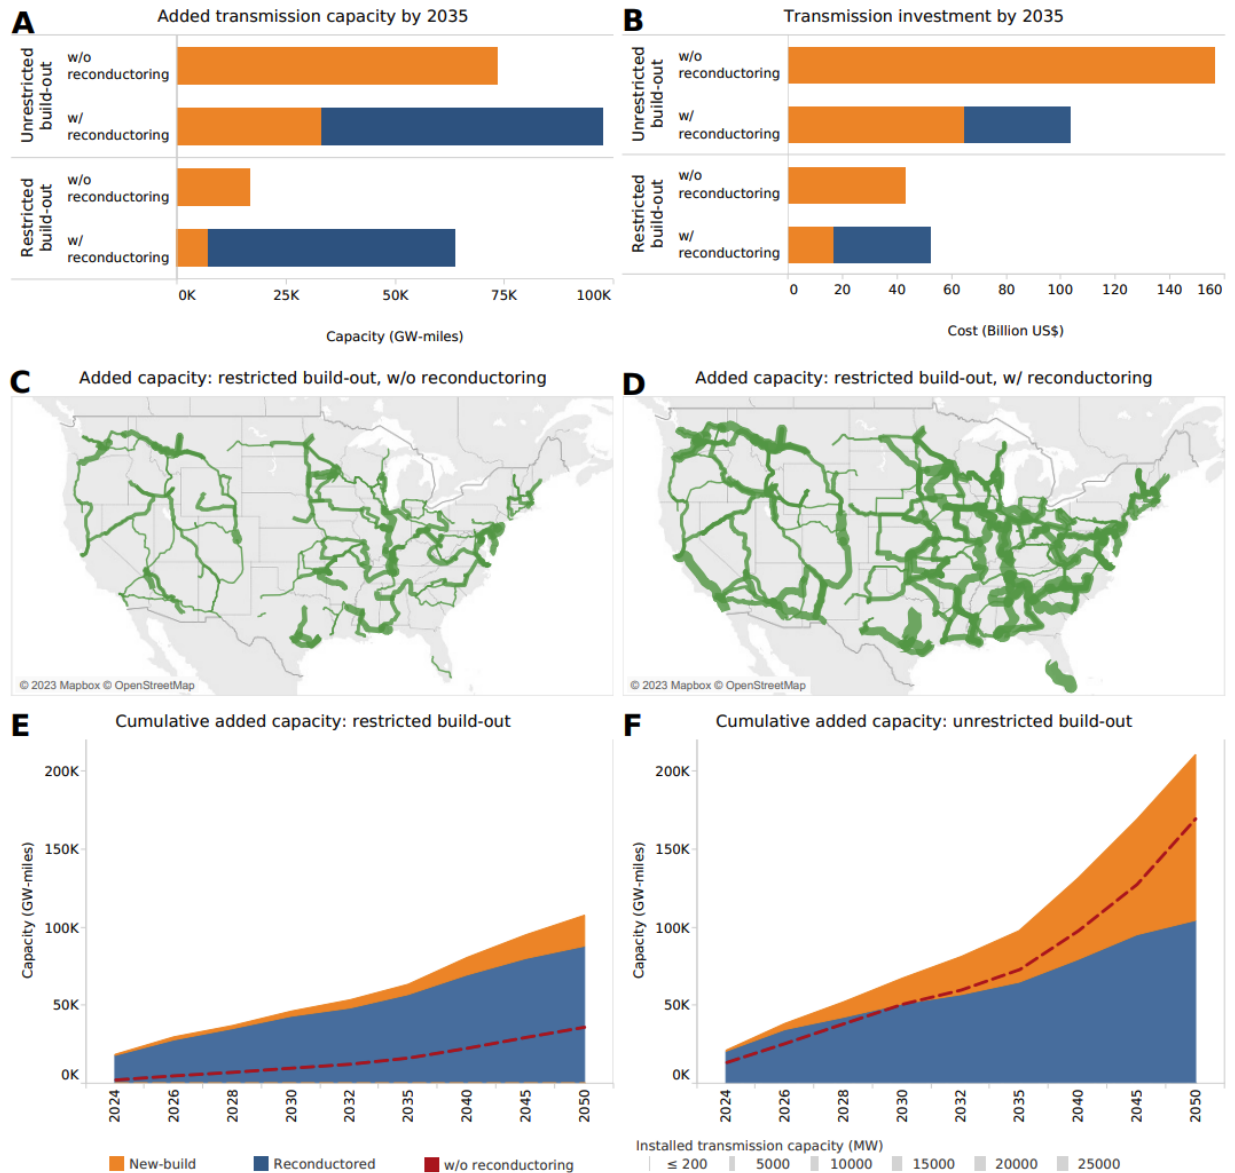 A Added transmission capacity by 2035
Unrestricted
build-out
w/o
reconductoring
w/
reconductoring
Restricted
build-out
w/o
reconductoring
w/
reconductoring
0K 25K 50K 75K 100K
Capacity (GW-miles)
B Transmission investment by 2035
Unrestricted
build-out
w/o
reconductoring
w/
reconductoring
Restricted
build-out
w/o
reconductoring
w/
reconductoring
0 20 40 60 80 100 120 140 160
Cost (Billion US$)
C Added capacity: restricted build-out, w/o reconductoring
© 2023 Mapbox © OpenStreetMap
D Added capacity: restricted build-out, w/ reconductoring
© 2023 Mapbox © OpenStreetMap
E Cumulative added capacity: restricted build-out
Capacity (GW-miles)
200K
150K
100K
50K
0K
2024 2026 2028 2030 2032 2035 2040 2045 2050
F Cumulative added capacity: unrestricted build-out
Capacity (GW-miles)
200K
150K
100K
50K
0K
2024 2026 2028 2030 2032 2035 2040 2045 2050
New-build Reconductored w/o reconductoring
Installed transmission capacity (MW)
≤ 200 5000 10000 15000 20000 25000